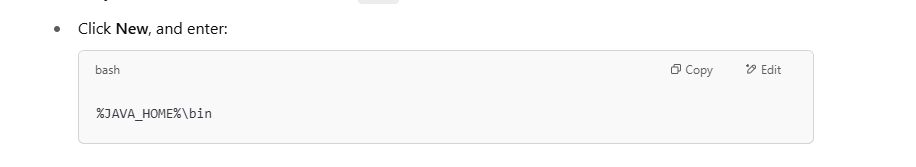 Click New, and enter:
bash Copy Edit
%JAVA_HOME%\bin